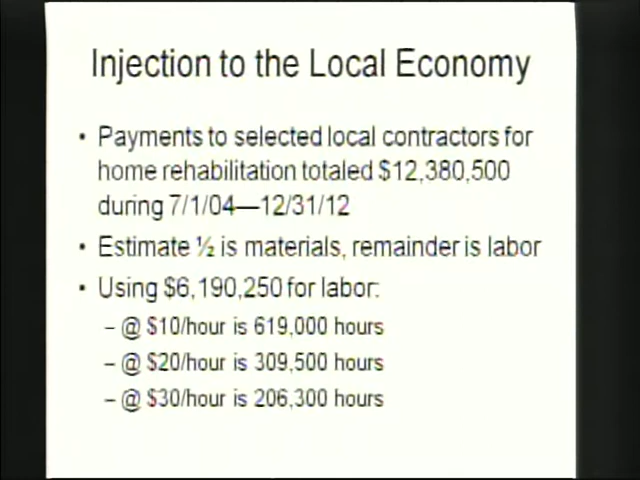 Injection to the Local Economy
• Payments to selected local contractors for
home rehabilitation totaled $12,380,500
during 7/1/04—12/31/12
• Estimate ½ is materials, remainder is labor
• Using $6,190,250 for labor:
– @ $10/hour is 619,000 hours
– @ $20/hour is 309,500 hours
– @ $30/hour is 206,300 hours